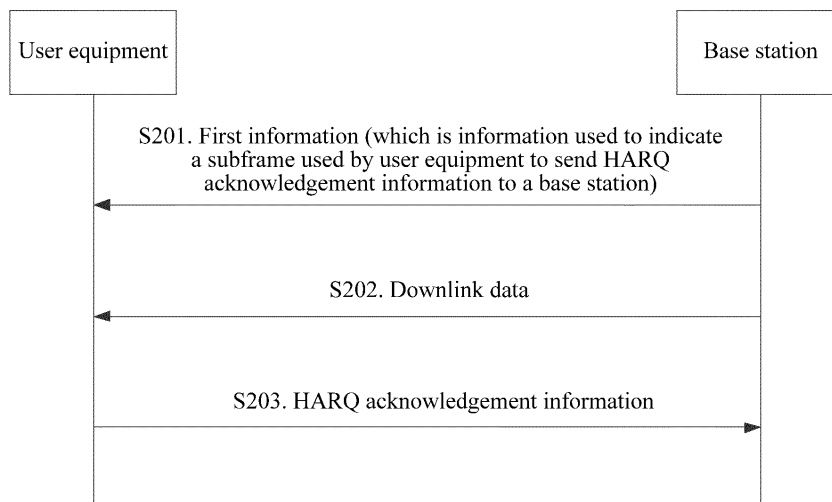 User equipment
Base station
S201. First information (which is information used to indicate
a subframe used by user equipment to send HARQ
acknowledgement information to a base station)
S202. Downlink data
S203. HARQ acknowledgement information